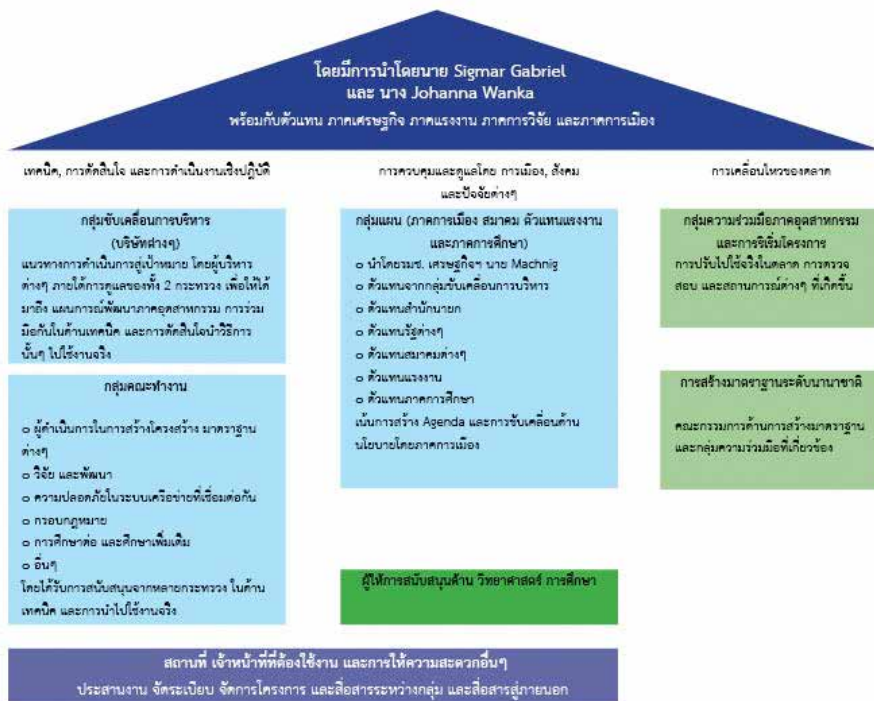 โดยมีการนำโดยนาย Sigmar Gabriel
และ นาง Johanna Wanka
พร้อมกับตัวแทน ภาคเศรษฐกิจ ภาคแรงงาน ภาคการวิจัย และภาคการเมือง
เทคนิค, การตัดสินใจ และการดำเนินงานเชิงปฏิบัติ
กลุ่มขับเคลื่อนการบริหาร
(บริษัทต่างๆ)
แนวทางการดำเนินการสู่เป้าหมาย โดยผู้บริหาร
ต่างๆ ภายใต้การดูแลของทั้ง 2 กระทรวง เพื่อให้ได้
มาถึง แผนการณ์พัฒนาภาคอุตสาหกรรม การร่วม
มือกันในด้านเทคนิค และการตัดสินใจนำวิธีการ
นั้นๆ ไปใช้งานจริง
กลุ่มคณะทำงาน
o ผู้ดำเนินการในการสร้างโครงสร้าง มาตราฐาน
ต่างๆ
o วิจัย และพัฒนา
o ความปลอดภัยในระบบเครือข่ายที่เชื่อมต่อกัน
o กรอบกฎหมาย
o การศึกษาต่อ และศึกษาเพิ่มเติม
o อื่นๆ
โดยได้รับการสนับสนุนจากหลายกระทรวง ในด้าน
เทคนิค และการนำไปใช้งานจริง
การควบคุมและดูแลโดย การเมือง, สังคม
และปัจจัยต่างๆ
กลุ่มแผน (ภาคการเมือง สมาคม ตัวแทนแรงงาน
และภาคการศึกษา)
o นำโดยรมช. เศรษฐกิจฯ นาย Machnig
o ตัวแทนจากกลุ่มขับเคลื่อนการบริหาร
o ตัวแทนสำนักนายก
o ตัวแทนรัฐต่างๆ
o ตัวแทนสมาคมต่างๆ
o ตัวแทนแรงงาน
o ตัวแทนภาคการศึกษา
เน้นการสร้าง Agenda และการขับเคลื่อนด้าน
นโยบายโดยภาคการเมือง
ผู้ให้การสนับสนุนด้าน วิทยาศาสตร์ การศึกษา
การเคลื่อนไหวของตลาด
กลุ่มความร่วมมือภาคอุตสาหกรรม
และการริเริ่มโครงการ
การปรับไปใช้จริงในตลาด การตรวจ
สอบ และสถานการณ์ต่างๆ ที่เกิดขึ้น
การสร้างมาตราฐานระดับนานาชาติ
คณะกรรมการด้านการสร้างมาตราฐาน
และกลุ่มความร่วมมือที่เกี่ยวข้อง
สถานที่ เจ้าหน้าที่ที่ต้องใช้งาน และการให้ความสะดวกอื่นๆ
ประสานงาน จัดระเบียบ จัดการโครงการ และสื่อสารระหว่างกลุ่ม และสื่อสารสู่ภายนอก